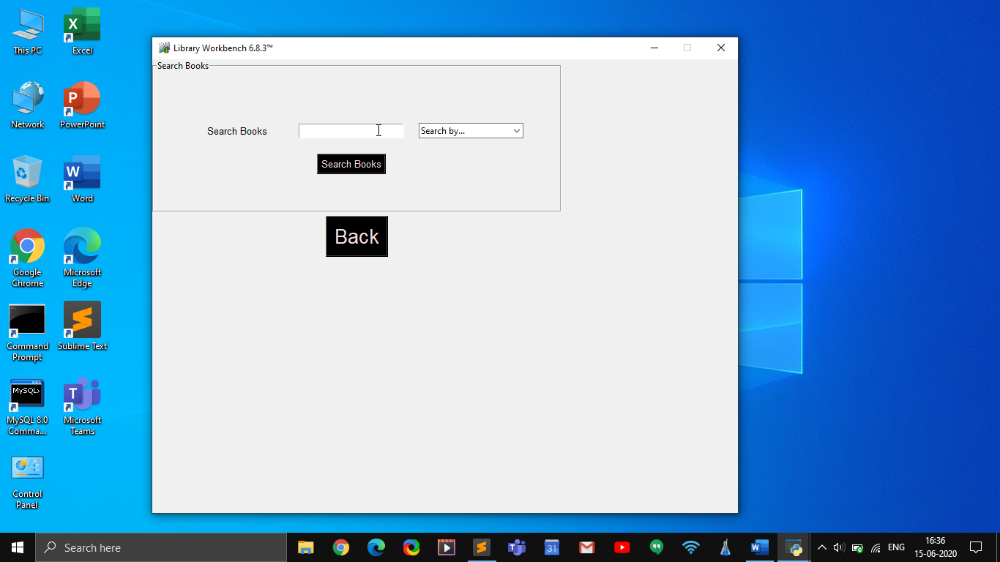 This PC
Excel
Network
PowerPoint
Recycle Bin
Word
Google
Chrome
Microsoft
Edge
Command
Prompt
Sublime Text
MySQL>
MySQL 8.0
Comma...
Microsoft
Teams
Control
Panel
Library Workbench 6.8.3™
Search Books
Search Books
Search by...
Search Books
Back
Search here
31
ENG
16:36
15-06-2020